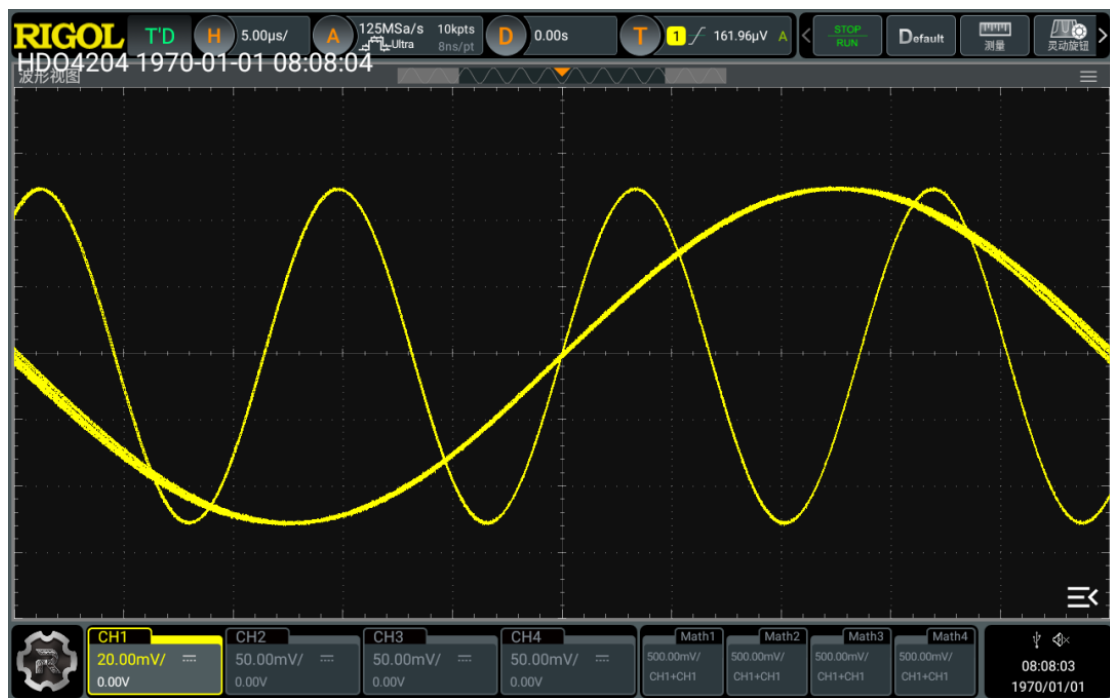 RIGOL T'D H 5.00μs/ A 125MSa/s 10kpts D 0.00s T 1 161.96μV A < STOP Default >
Ultra 8ns/pt RUN 测量 灵动旋钮
HDO4204 1970-01-01 08:08:04
波形视图
CH1 CH2 CH3 CH4 Math1 Math2 Math3 Math4
20.00mV/ 50.00mV/ 50.00mV/ 50.00mV/ 500.00mV/ 500.00mV/ 500.00mV/ 500.00mV/
0.00V 0.00V 0.00V 0.00V CH1+CH1 CH1+CH1 CH1+CH1 CH1+CH1
08:08:03
1970/01/01